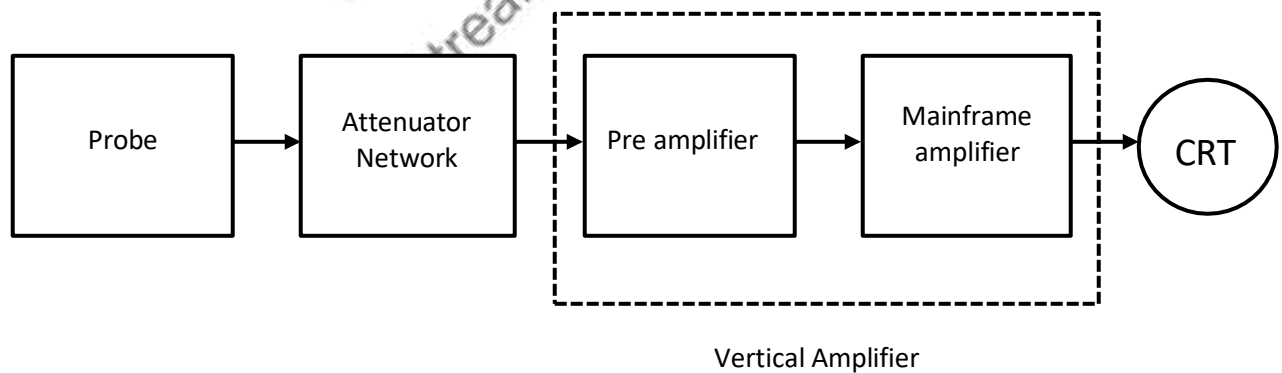 Probe
Attenuator
Network
Pre amplifier
Mainframe
amplifier
CRT
Vertical Amplifier